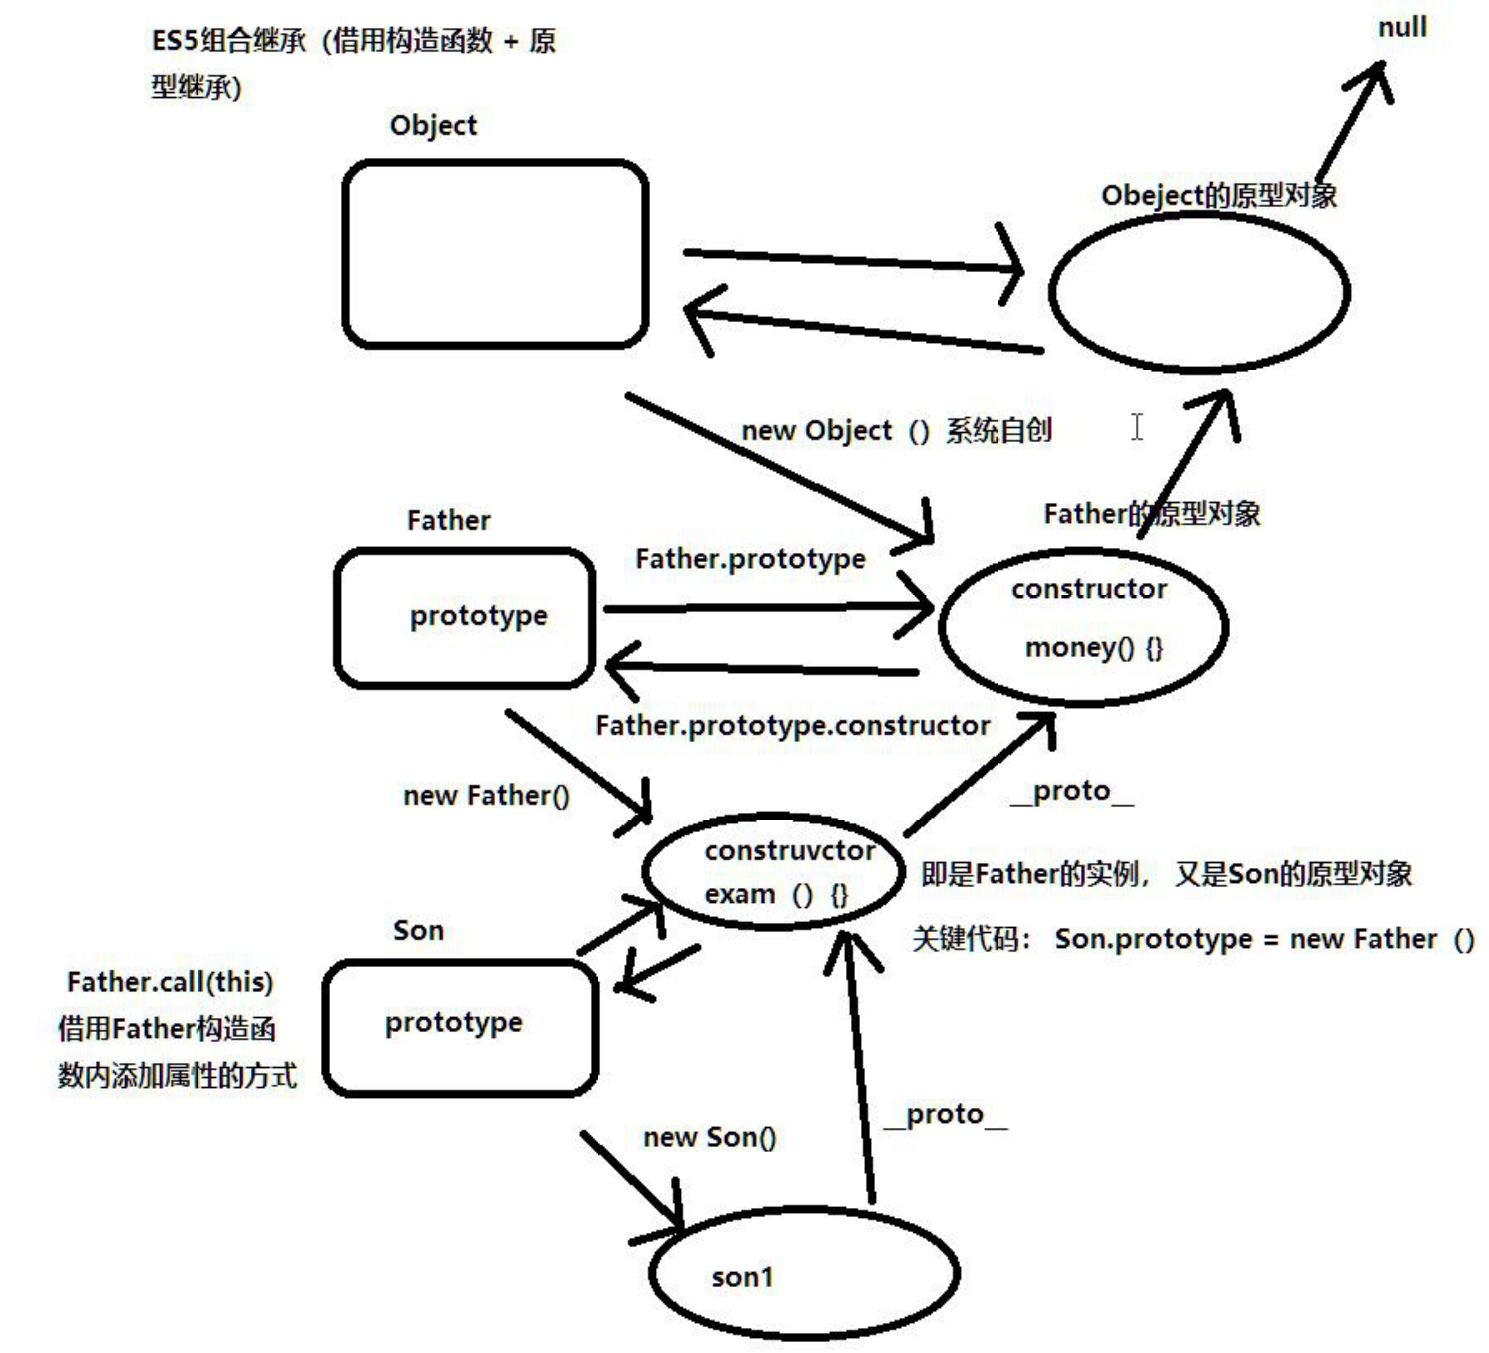 ES5组合继承 (借用构造函数 + 原
型继承)
null
Object
Obeject的原型对象
new Object () 系统自创
Father
Father的原型对象
Father.prototype
prototype
constructor
money() {}
Father.prototype.constructor
new Father()
__proto__
construvctor
exam () {}
即是Father的实例， 又是Son的原型对象
关键代码： Son.prototype = new Father ()
Son
Father.call(this)
借用Father构造函
数内添加属性的方式
prototype
new Son()
__proto__
son1